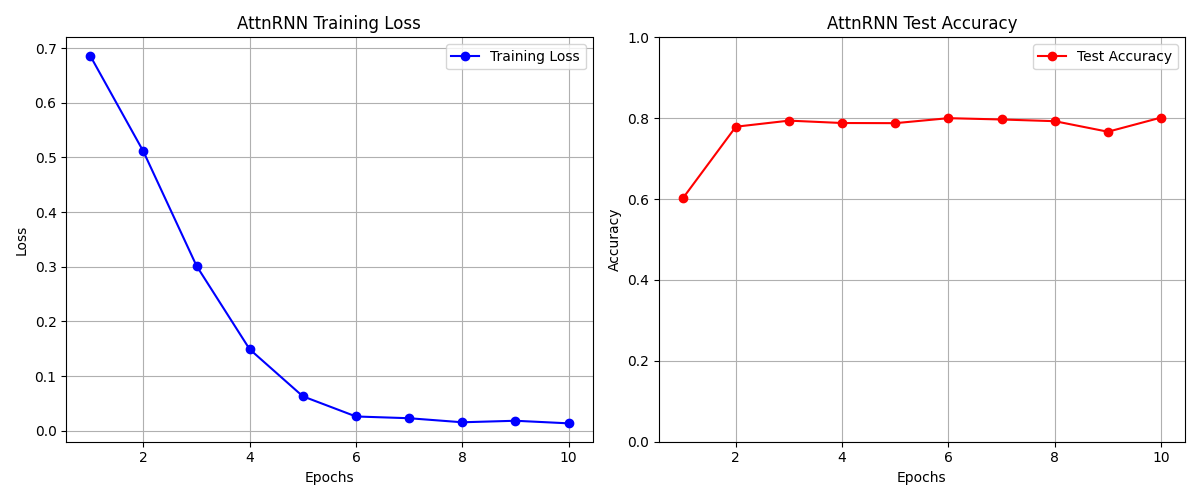 AttnRNN Training Loss
Training Loss
0.7
0.6
0.5
0.4
0.3
0.2
0.1
0.0
Loss
2 4 6 8 10
Epochs
AttnRNN Test Accuracy
Test Accuracy
1.0
0.8
0.6
0.4
0.2
0.0
Accuracy
2 4 6 8 10
Epochs